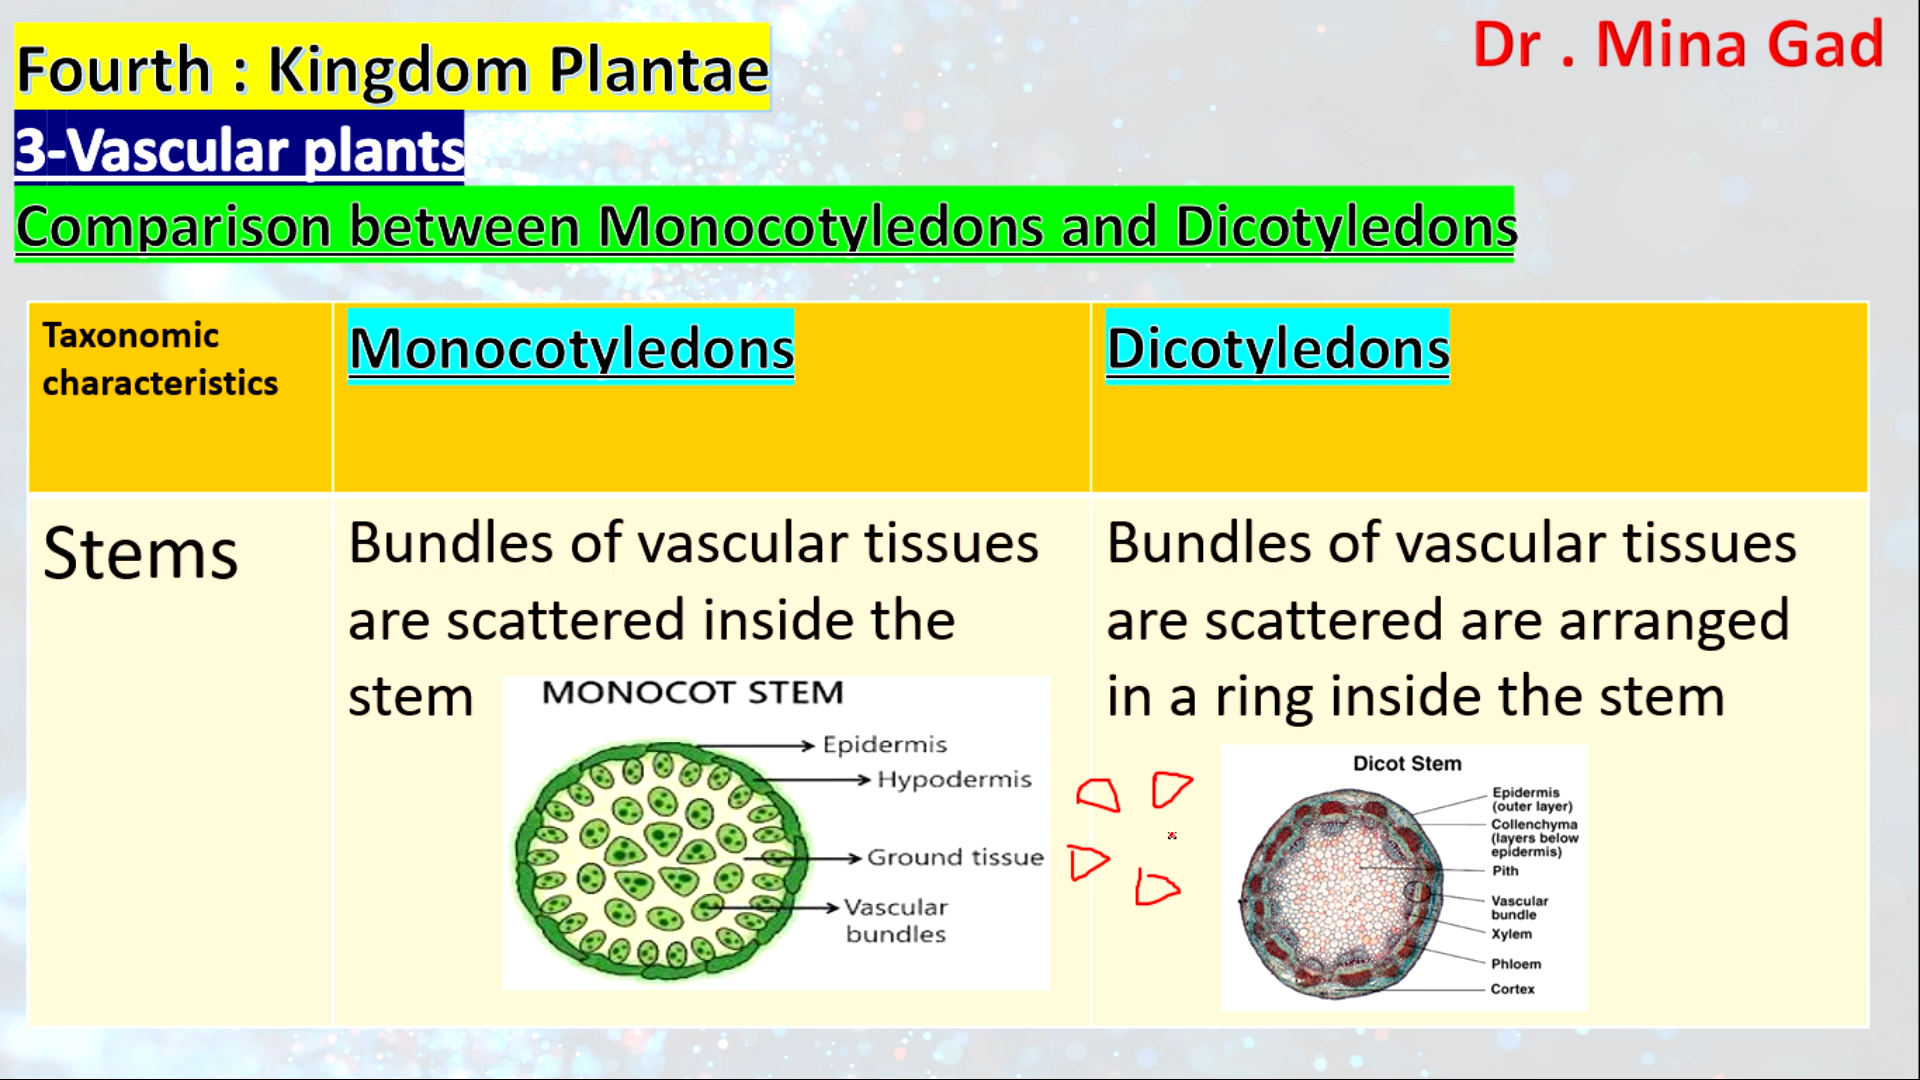 Fourth : Kingdom Plantae
Dr . Mina Gad
3-Vascular plants
Comparison between Monocotyledons and Dicotyledons
Taxonomic
characteristics
Monocotyledons
Dicotyledons
Stems
Bundles of vascular tissues
are scattered inside the
stem
MONOCOT STEM
Epidermis
Hypodermis
Ground tissue
Vascular
bundles
Bundles of vascular tissues
are scattered are arranged
in a ring inside the stem
Dicot Stem
Epidermis
(outer layer)
Collenchyma
(layers below
epidermis)
Pith
Vascular
bundle
Xylem
Phloem
Cortex